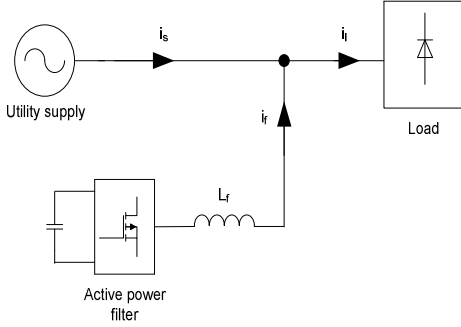 is
il
Utility supply
if
Load
Lf
Active power
filter